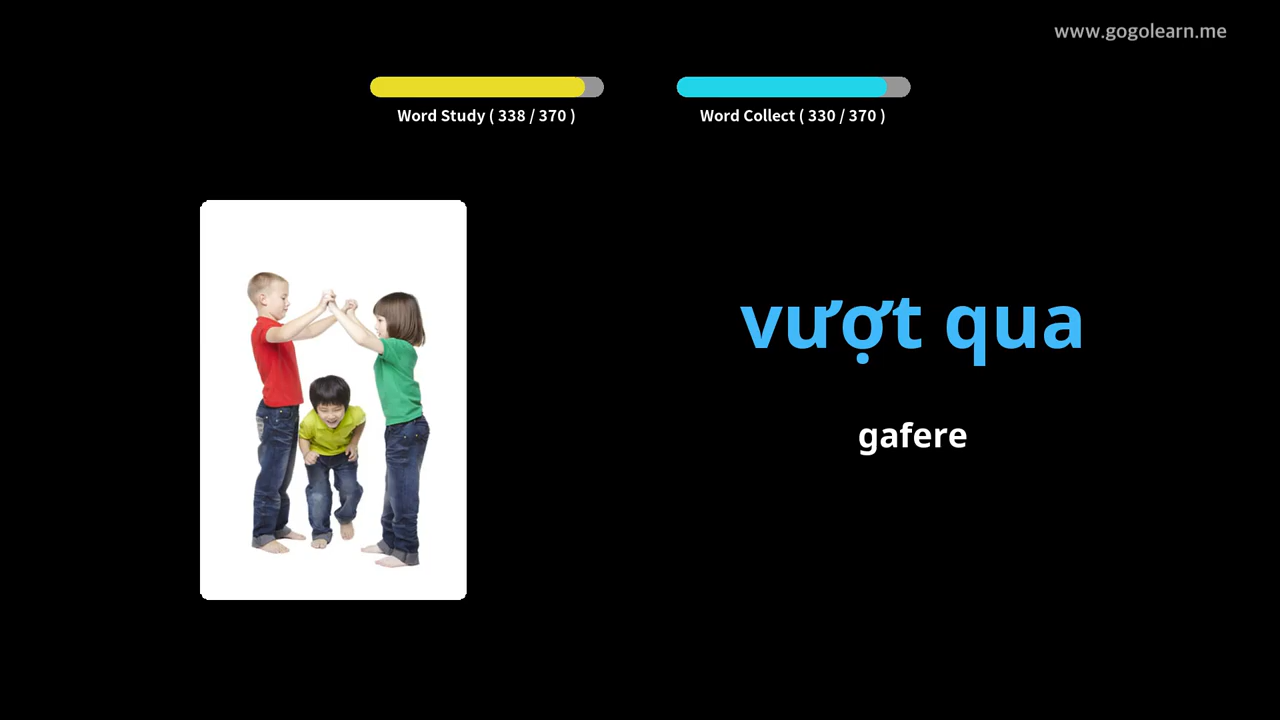 www.gogolearn.me
Word Study ( 338 / 370 )
Word Collect ( 330 / 370 )
vượt qua
gafere